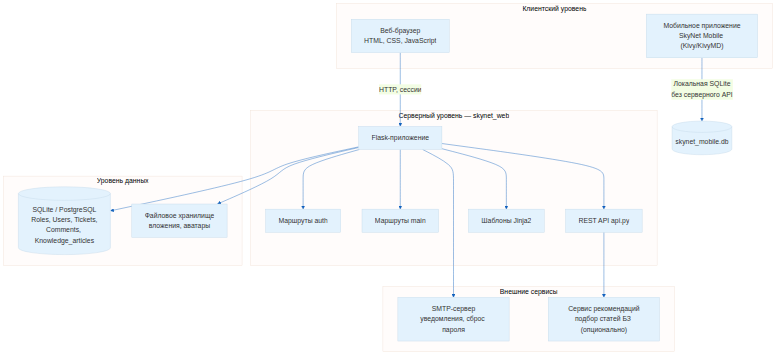 Клиентский уровень
Веб-браузер
HTML, CSS, JavaScript
Мобильное приложение
SkyNet Mobile
(Kivy/KivyMD)
HTTP, сессии
Локальная SQLite
без серверного API
Серверный уровень — skynet_web
Flask-приложение
skynet_mobile.db
Уровень данных
SQLite / PostgreSQL
Roles, Users, Tickets,
Comments,
Knowledge_articles
Файловое хранилище
вложения, аватары
Маршруты auth
Маршруты main
Шаблоны Jinja2
REST API api.py
Внешние сервисы
SMTP-сервер
уведомления, сброс
пароля
Сервис рекомендаций
подбор статей БЗ
(опционально)